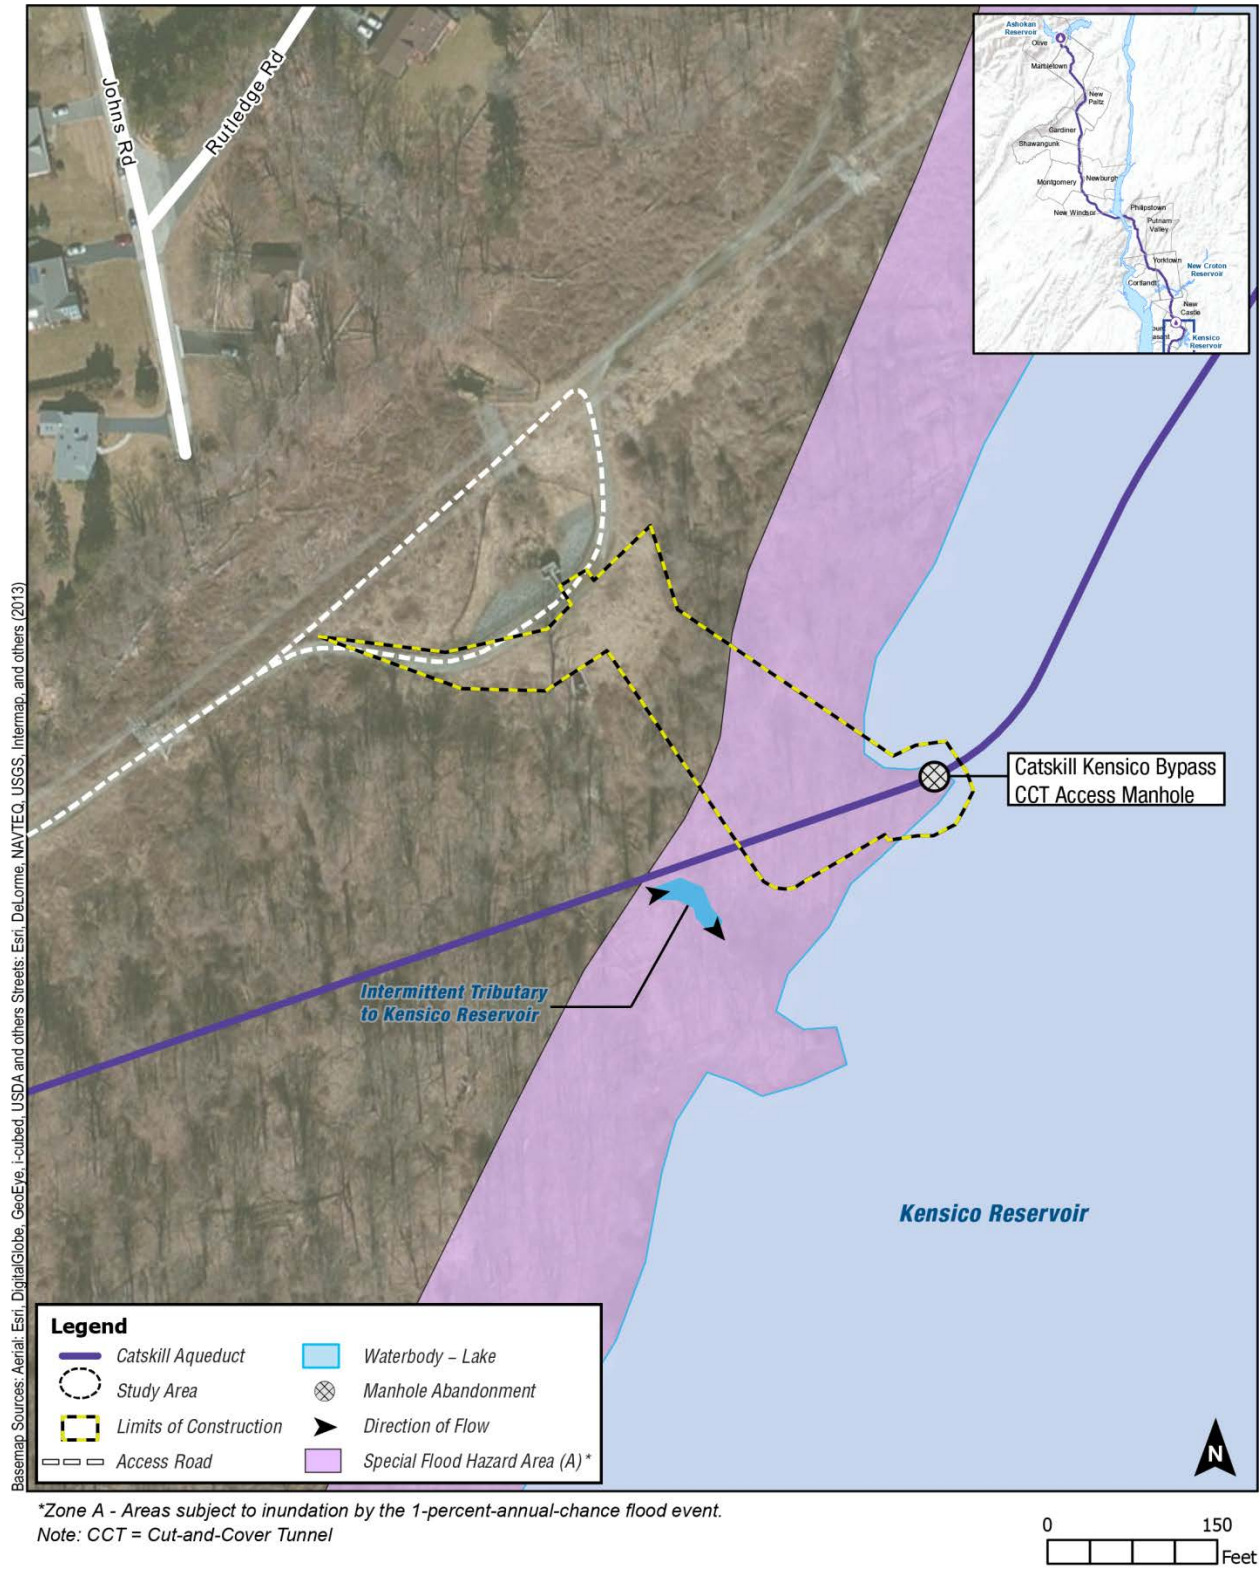 Johns Rd
Rutledge Rd
Ashokan
Reservoir
Olive
Marbletown
New
Paltz
Gardiner
Shawangunk
Montgomery
Newburgh
New Windsor
Philipstown
Putnam
Valley
Yorktown
New Croton
Reservoir
Cortlandt
New
Castle
Kensico
Reservoir
Catskill Kensico Bypass
CCT Access Manhole
Intermittent Tributary
to Kensico Reservoir
Kensico Reservoir
Basemap Sources: Aerial: Esri, DigitalGlobe, GeoEye, i-cubed, USDA and others Streets: Esri, DeLorme, NAVTEQ, USGS, Intermap, and others (2013)
Legend
Catskill Aqueduct
Study Area
Limits of Construction
Access Road
Waterbody – Lake
Manhole Abandonment
Direction of Flow
Special Flood Hazard Area (A)*
N
*Zone A - Areas subject to inundation by the 1-percent-annual-chance flood event.
Note: CCT = Cut-and-Cover Tunnel
0 150
Feet